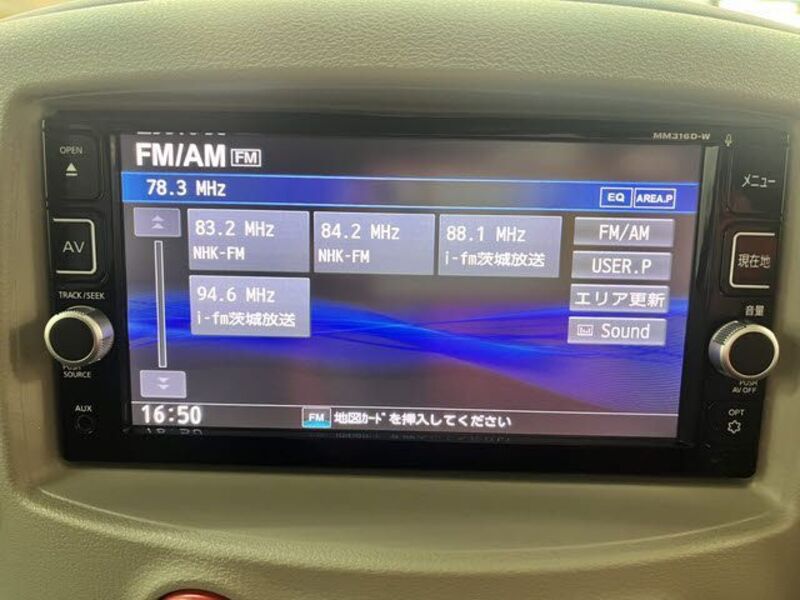 MM316D-W
OPEN
AV
TRACK/SEEK
PUSH
SOURCE
AUX
FM/AM FM
78.3 MHz
EQ AREA.P
83.2 MHz
NHK-FM
84.2 MHz
NHK-FM
88.1 MHz
i-fm茨城放送
94.6 MHz
i-fm茨城放送
FM/AM
USER.P
エリア更新
Sound
16:50
FM 地図ｶｰﾄﾞを挿入してください
メニュー
現在地
音量
PUSH
AV OFF
OPT